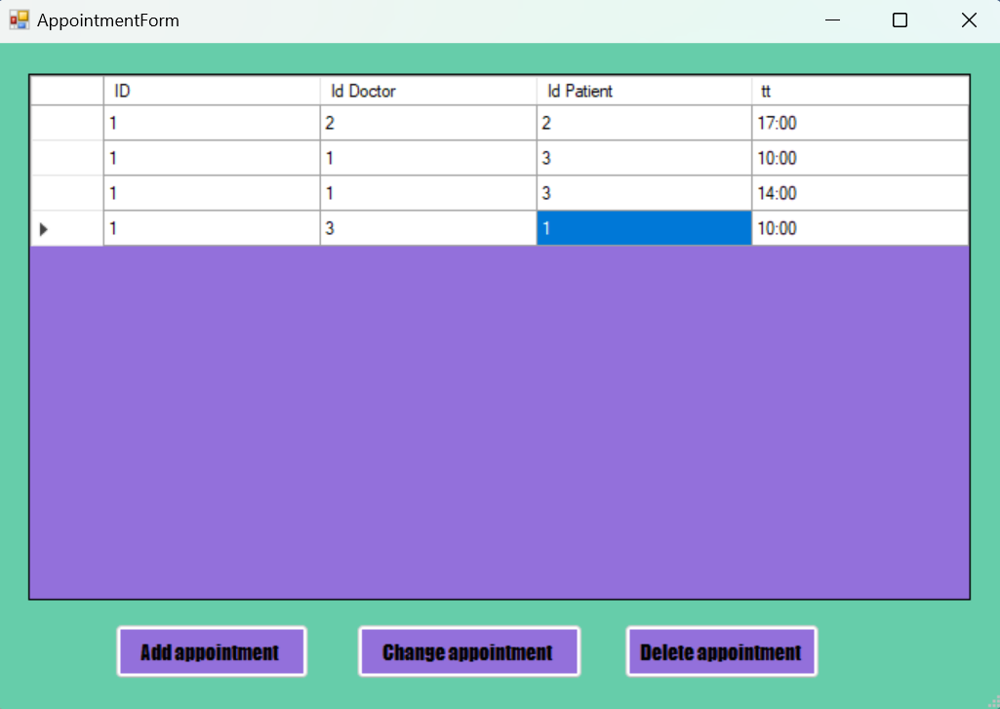 AppointmentForm
ID Id Doctor Id Patient tt
1 2 2 17:00
1 1 3 10:00
1 1 3 14:00
1 3 1 10:00
Add appointment Change appointment Delete appointment